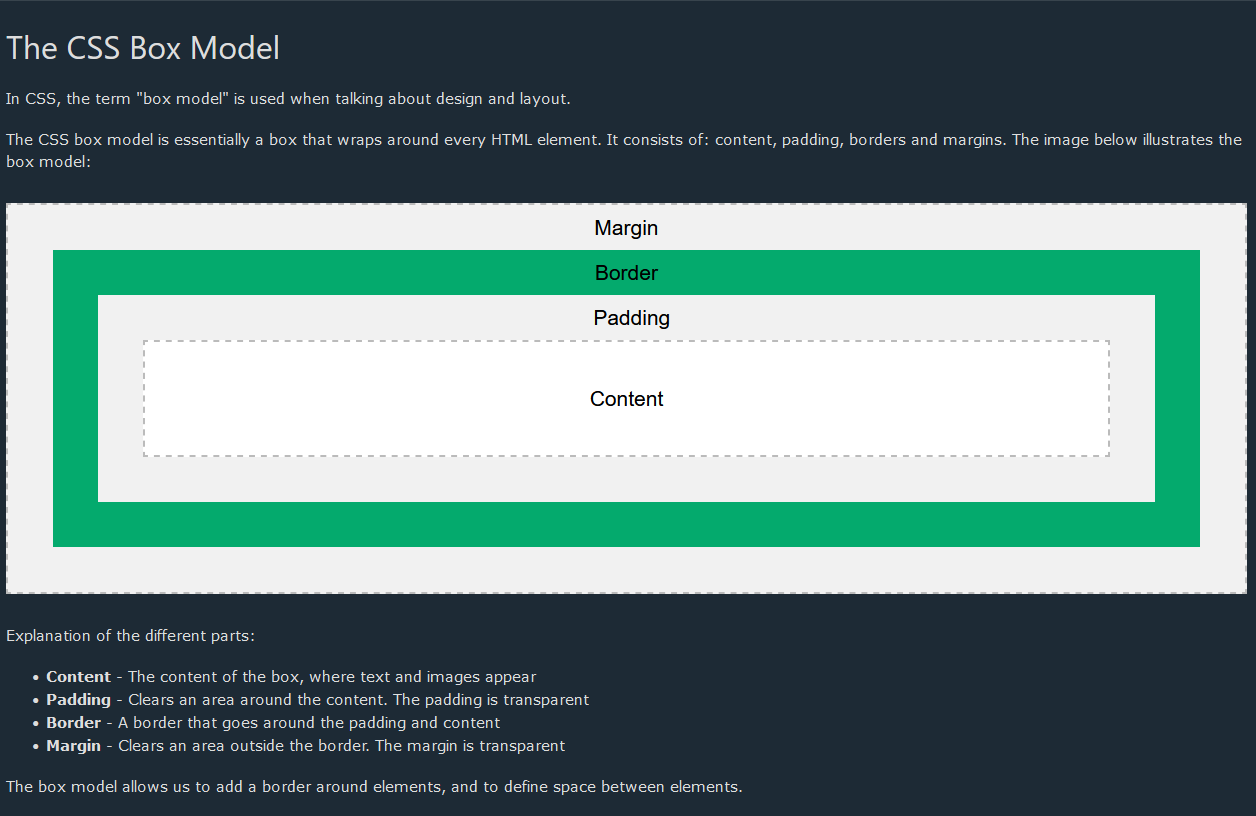 The CSS Box Model
In CSS, the term "box model" is used when talking about design and layout.
The CSS box model is essentially a box that wraps around every HTML element. It consists of: content, padding, borders and margins. The image below illustrates the
box model:
Margin
Border
Padding
Content
Explanation of the different parts:
• Content - The content of the box, where text and images appear
• Padding - Clears an area around the content. The padding is transparent
• Border - A border that goes around the padding and content
• Margin - Clears an area outside the border. The margin is transparent
The box model allows us to add a border around elements, and to define space between elements.